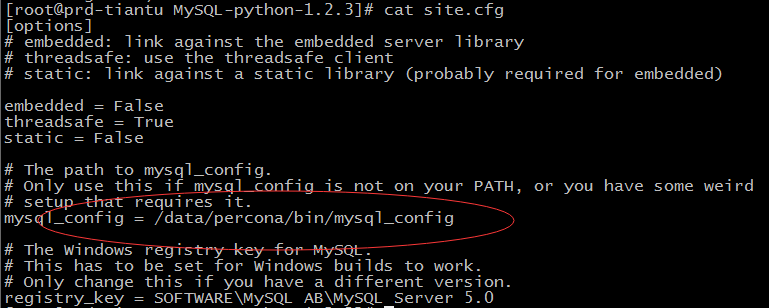 [root@prd-tiantu MySQL-python-1.2.3]# cat site.cfg
[options]
# embedded: link against the embedded server library
# threadsafe: use the threadsafe client
# static: link against a static library (probably required for embedded)
embedded = False
threadsafe = True
static = False
# The path to mysql_config.
# Only use this if mysql_config is not on your PATH, or you have some weird
# setup that requires it.
mysql_config = /data/percona/bin/mysql_config
# The Windows registry key for MySQL.
# This has to be set for Windows builds to work.
# Only change this if you have a different version.
registry_key = SOFTWARE\MySQL AB\MySQL Server 5.0